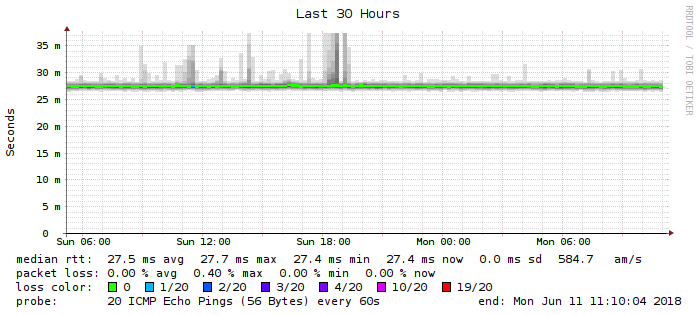 Last 30 Hours
RRDTOOL / TOBI OETIKER
Seconds
35 m
30 m
25 m
20 m
15 m
10 m
5 m
0
Sun 06:00 Sun 12:00 Sun 18:00 Mon 00:00 Mon 06:00
median rtt: 27.5 ms avg 27.7 ms max 27.4 ms min 27.4 ms now 0.0 ms sd 584.7 am/s
packet loss: 0.00 % avg 0.40 % max 0.00 % min 0.00 % now
loss color: 0 1/20 2/20 3/20 4/20 10/20 19/20
probe: 20 ICMP Echo Pings (56 Bytes) every 60s end: Mon Jun 11 11:10:04 2018